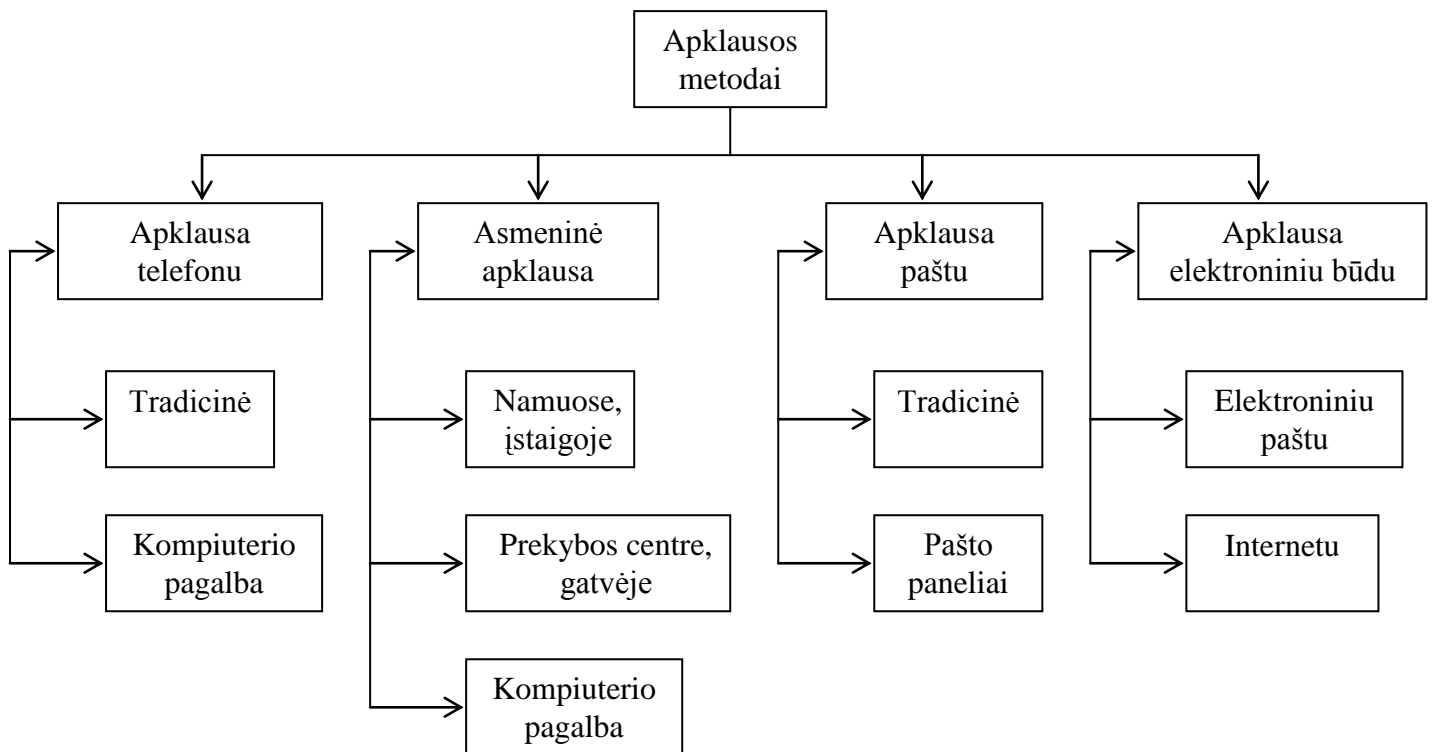 Apklausos
metodai
Apklausa
telefonu
Asmeninė
apklausa
Apklausa
paštu
Apklausa
elektroniniu būdu
Tradicinė
Namuose,
įstaigoje
Tradicinė
Elektroniniu
paštu
Kompiuterio
pagalba
Prekybos centre,
gatvėje
Pašto
paneliai
Internetu
Kompiuterio
pagalba